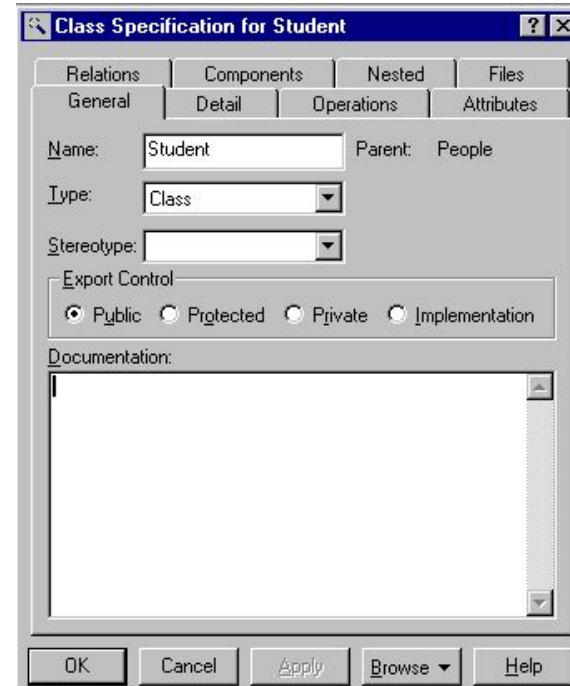 Class Specification for Student
Relations Components Nested Files
General Detail Operations Attributes
Name: Student Parent: People
Type: Class
Stereotype:
Export Control
Public Protected Private Implementation
Documentation:
OK Cancel Apply Browse Help